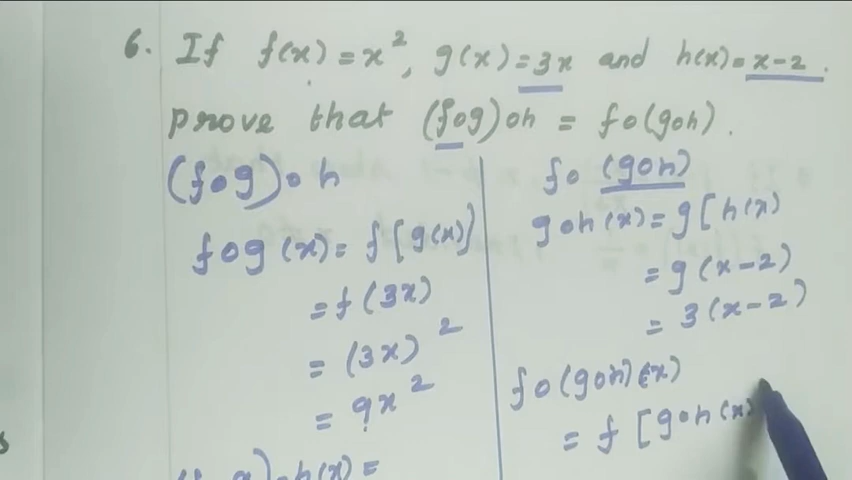 6. If f(x) = x², g(x) = 3x and h(x) = x-2.
prove that (fog)oh = fo(goh).
(fog)oh
fog(x) = f[g(x)]
= f(3x)
= (3x)²
= 9x²
)oh(x) =
fo(goh)
goh(x) = g[h(x)
= g(x-2)
= 3(x-2)
fo(goh)(x)
= f[goh(x)